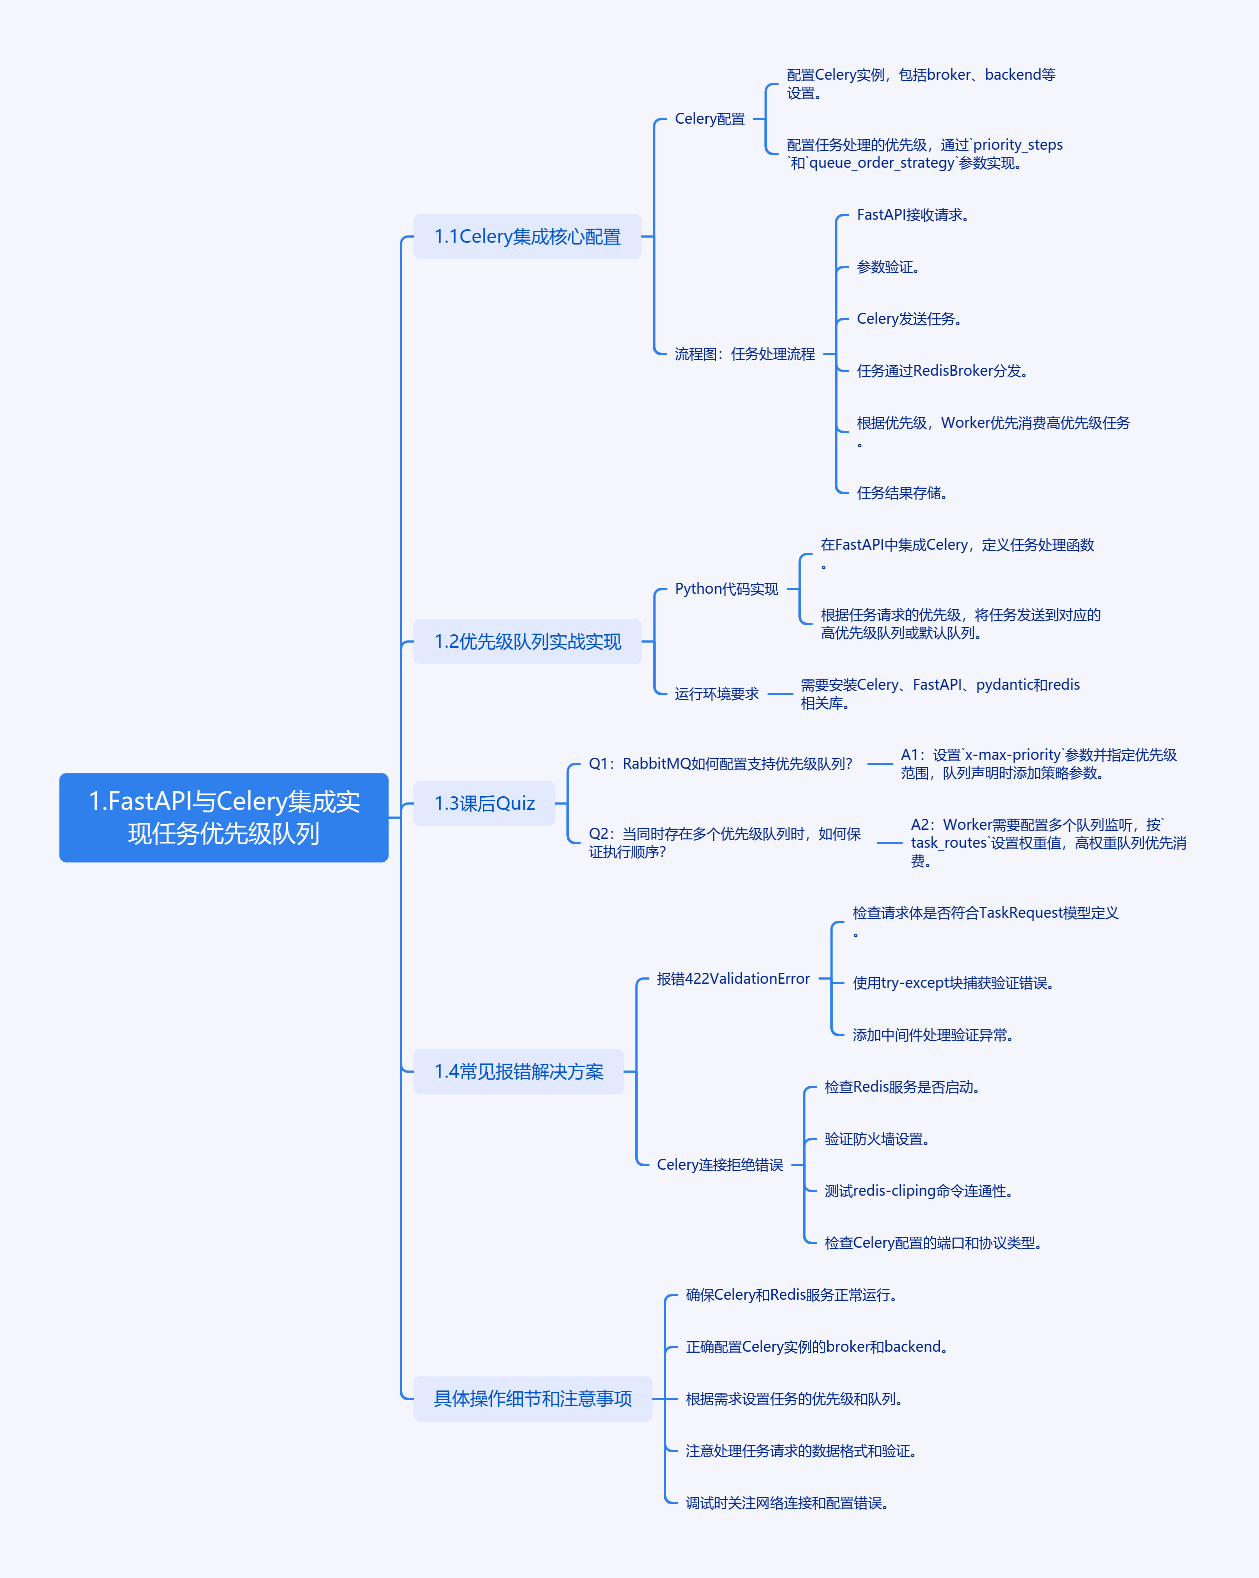 1.FastAPI与Celery集成实
现任务优先级队列
1.1Celery集成核心配置
Celery配置
配置Celery实例，包括broker、backend等
设置。
配置任务处理的优先级，通过`priority_steps
`和`queue_order_strategy`参数实现。
流程图：任务处理流程
FastAPI接收请求。
参数验证。
Celery发送任务。
任务通过RedisBroker分发。
根据优先级，Worker优先消费高优先级任务
。
任务结果存储。
1.2优先级队列实战实现
Python代码实现
在FastAPI中集成Celery，定义任务处理函数
。
根据任务请求的优先级，将任务发送到对应的
高优先级队列或默认队列。
运行环境要求
需要安装Celery、FastAPI、pydantic和redis
相关库。
1.3课后Quiz
Q1：RabbitMQ如何配置支持优先级队列？
A1：设置`x-max-priority`参数并指定优先级
范围，队列声明时添加策略参数。
Q2：当同时存在多个优先级队列时，如何保
证执行顺序？
A2：Worker需要配置多个队列监听，按`
task_routes`设置权重值，高权重队列优先消
费。
1.4常见报错解决方案
报错422ValidationError
检查请求体是否符合TaskRequest模型定义
。
使用try-except块捕获验证错误。
添加中间件处理验证异常。
Celery连接拒绝错误
检查Redis服务是否启动。
验证防火墙设置。
测试redis-cliping命令连通性。
检查Celery配置的端口和协议类型。
具体操作细节和注意事项
确保Celery和Redis服务正常运行。
正确配置Celery实例的broker和backend。
根据需求设置任务的优先级和队列。
注意处理任务请求的数据格式和验证。
调试时关注网络连接和配置错误。